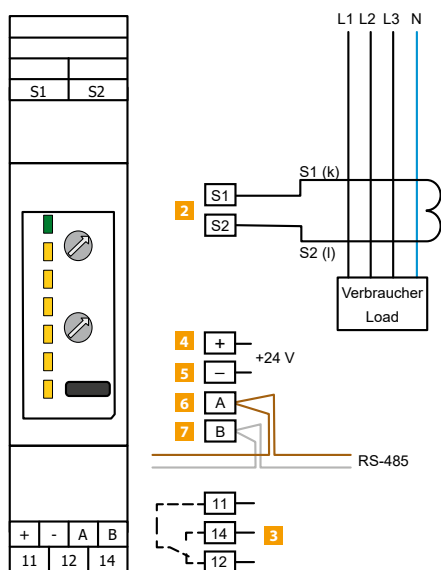 L1 L2 L3 N
S1 S2
S1 (k)
2 S1
S2
S2 (l)
Verbraucher
Load
4 +
+24 V
5 –
6 A
7 B
RS-485
11
14 3
12
+ - A B
11 12 14